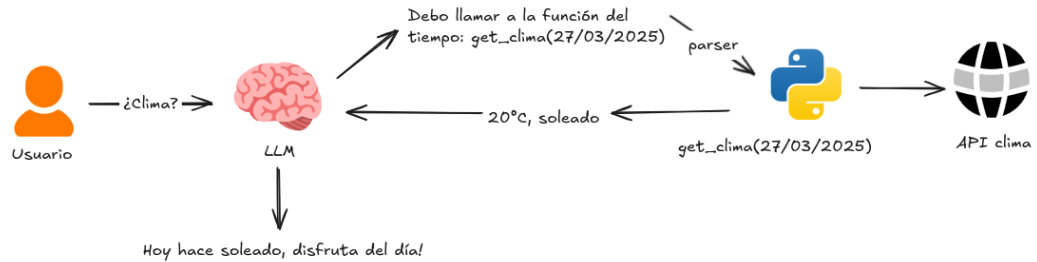 Debo llamar a la función del
tiempo: get_clima(27/03/2025)
parser
¿Clima?
20°C, soleado
Usuario
LLM
get_clima(27/03/2025)
API clima
Hoy hace soleado, disfruta del día!